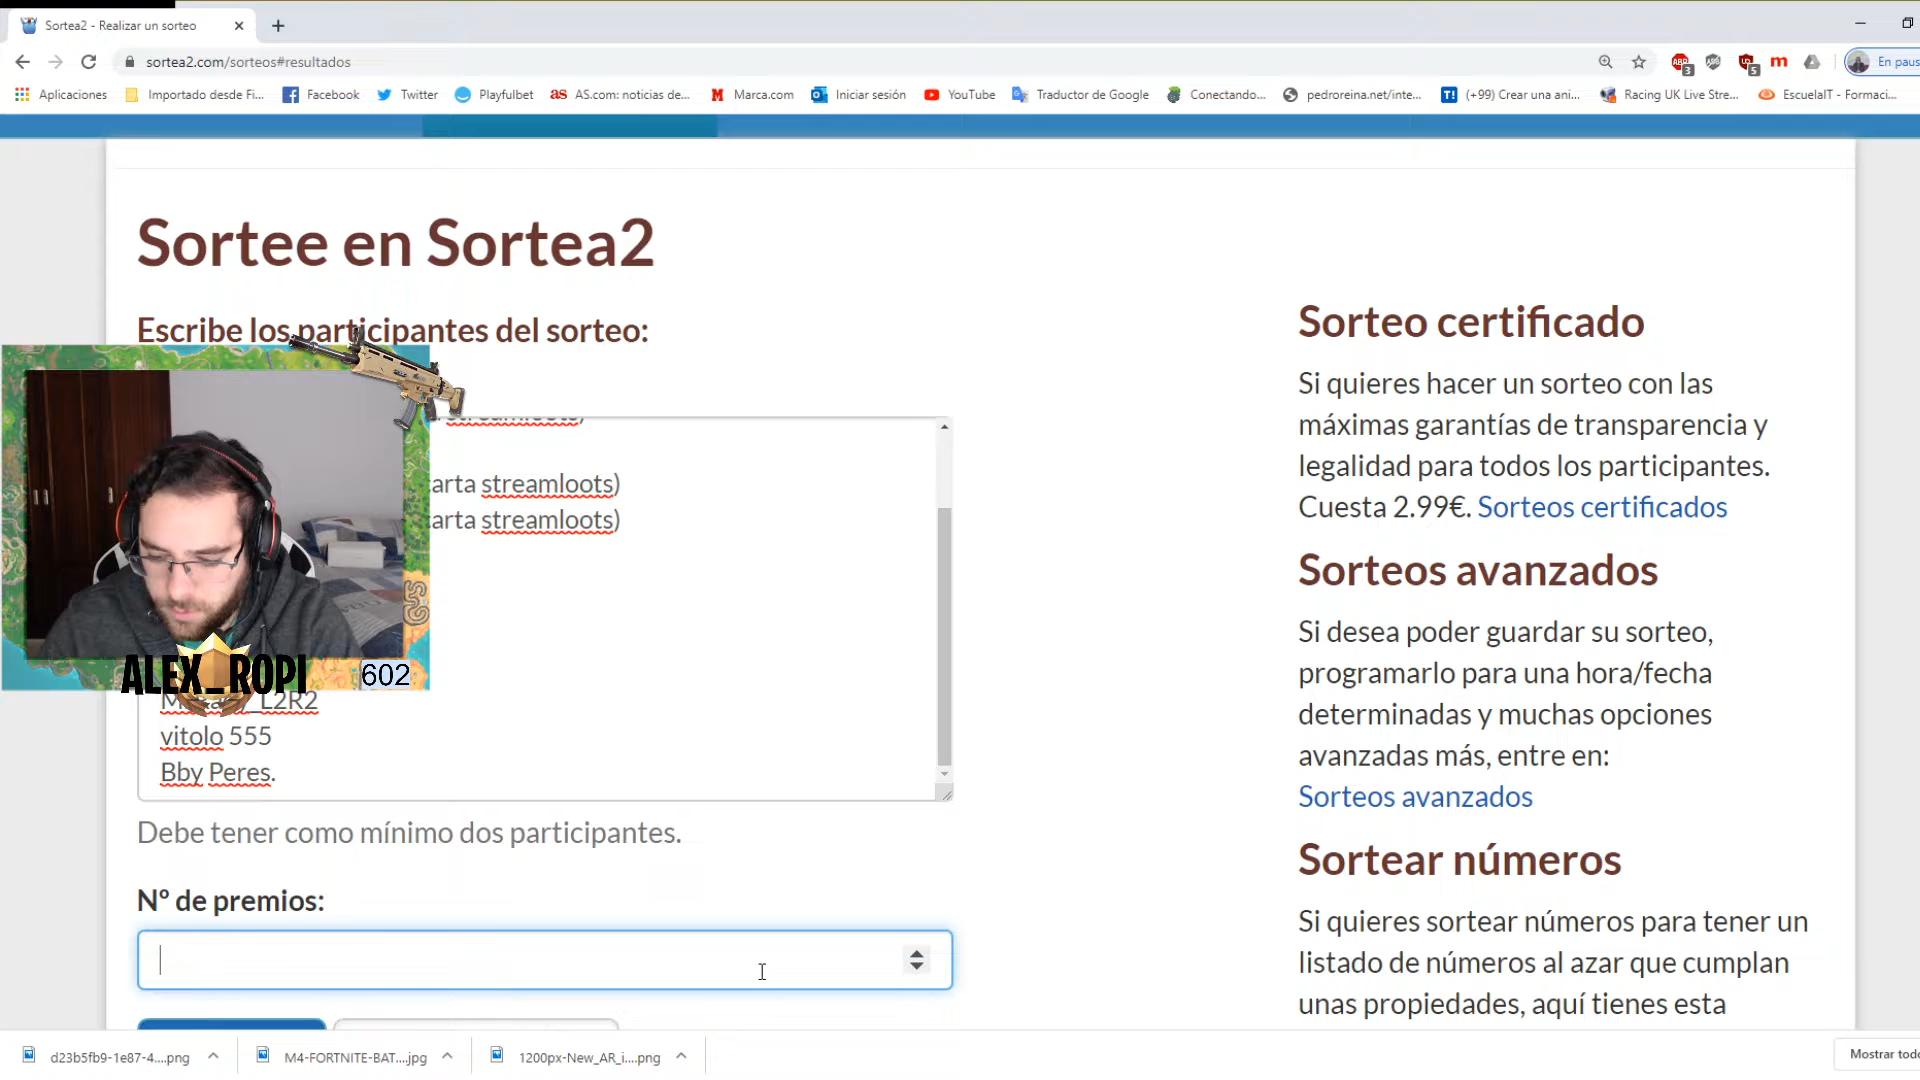 Sortea2 - Realizar un sorteo
sortea2.com/sorteos#resultados
En paus
Aplicaciones
Importado desde Fi...
Facebook
Twitter
Playfulbet
AS.com: noticias de...
Marca.com
Iniciar sesión
YouTube
Traductor de Google
Conectando...
pedroreina.net/inte...
(+99) Crear una ani...
Racing UK Live Stre...
EscuelaIT - Formaci...
Sortee en Sortea2
Escribe los participantes del sorteo:
streamloots)
arta streamloots)
arta streamloots)
ALEX_ROPI
602
L2R2
vitolo 555
Bby Peres.
Debe tener como mínimo dos participantes.
Nº de premios:
Sorteo certificado
Si quieres hacer un sorteo con las
máximas garantías de transparencia y
legalidad para todos los participantes.
Cuesta 2.99€. Sorteos certificados
Sorteos avanzados
Si desea poder guardar su sorteo,
programarlo para una hora/fecha
determinadas y muchas opciones
avanzadas más, entre en:
Sorteos avanzados
Sortear números
Si quieres sortear números para tener un
listado de números al azar que cumplan
unas propiedades, aquí tienes esta
d23b5fb9-1e87-4....png
M4-FORTNITE-BAT....jpg
1200px-New_AR_i....png
Mostrar todo